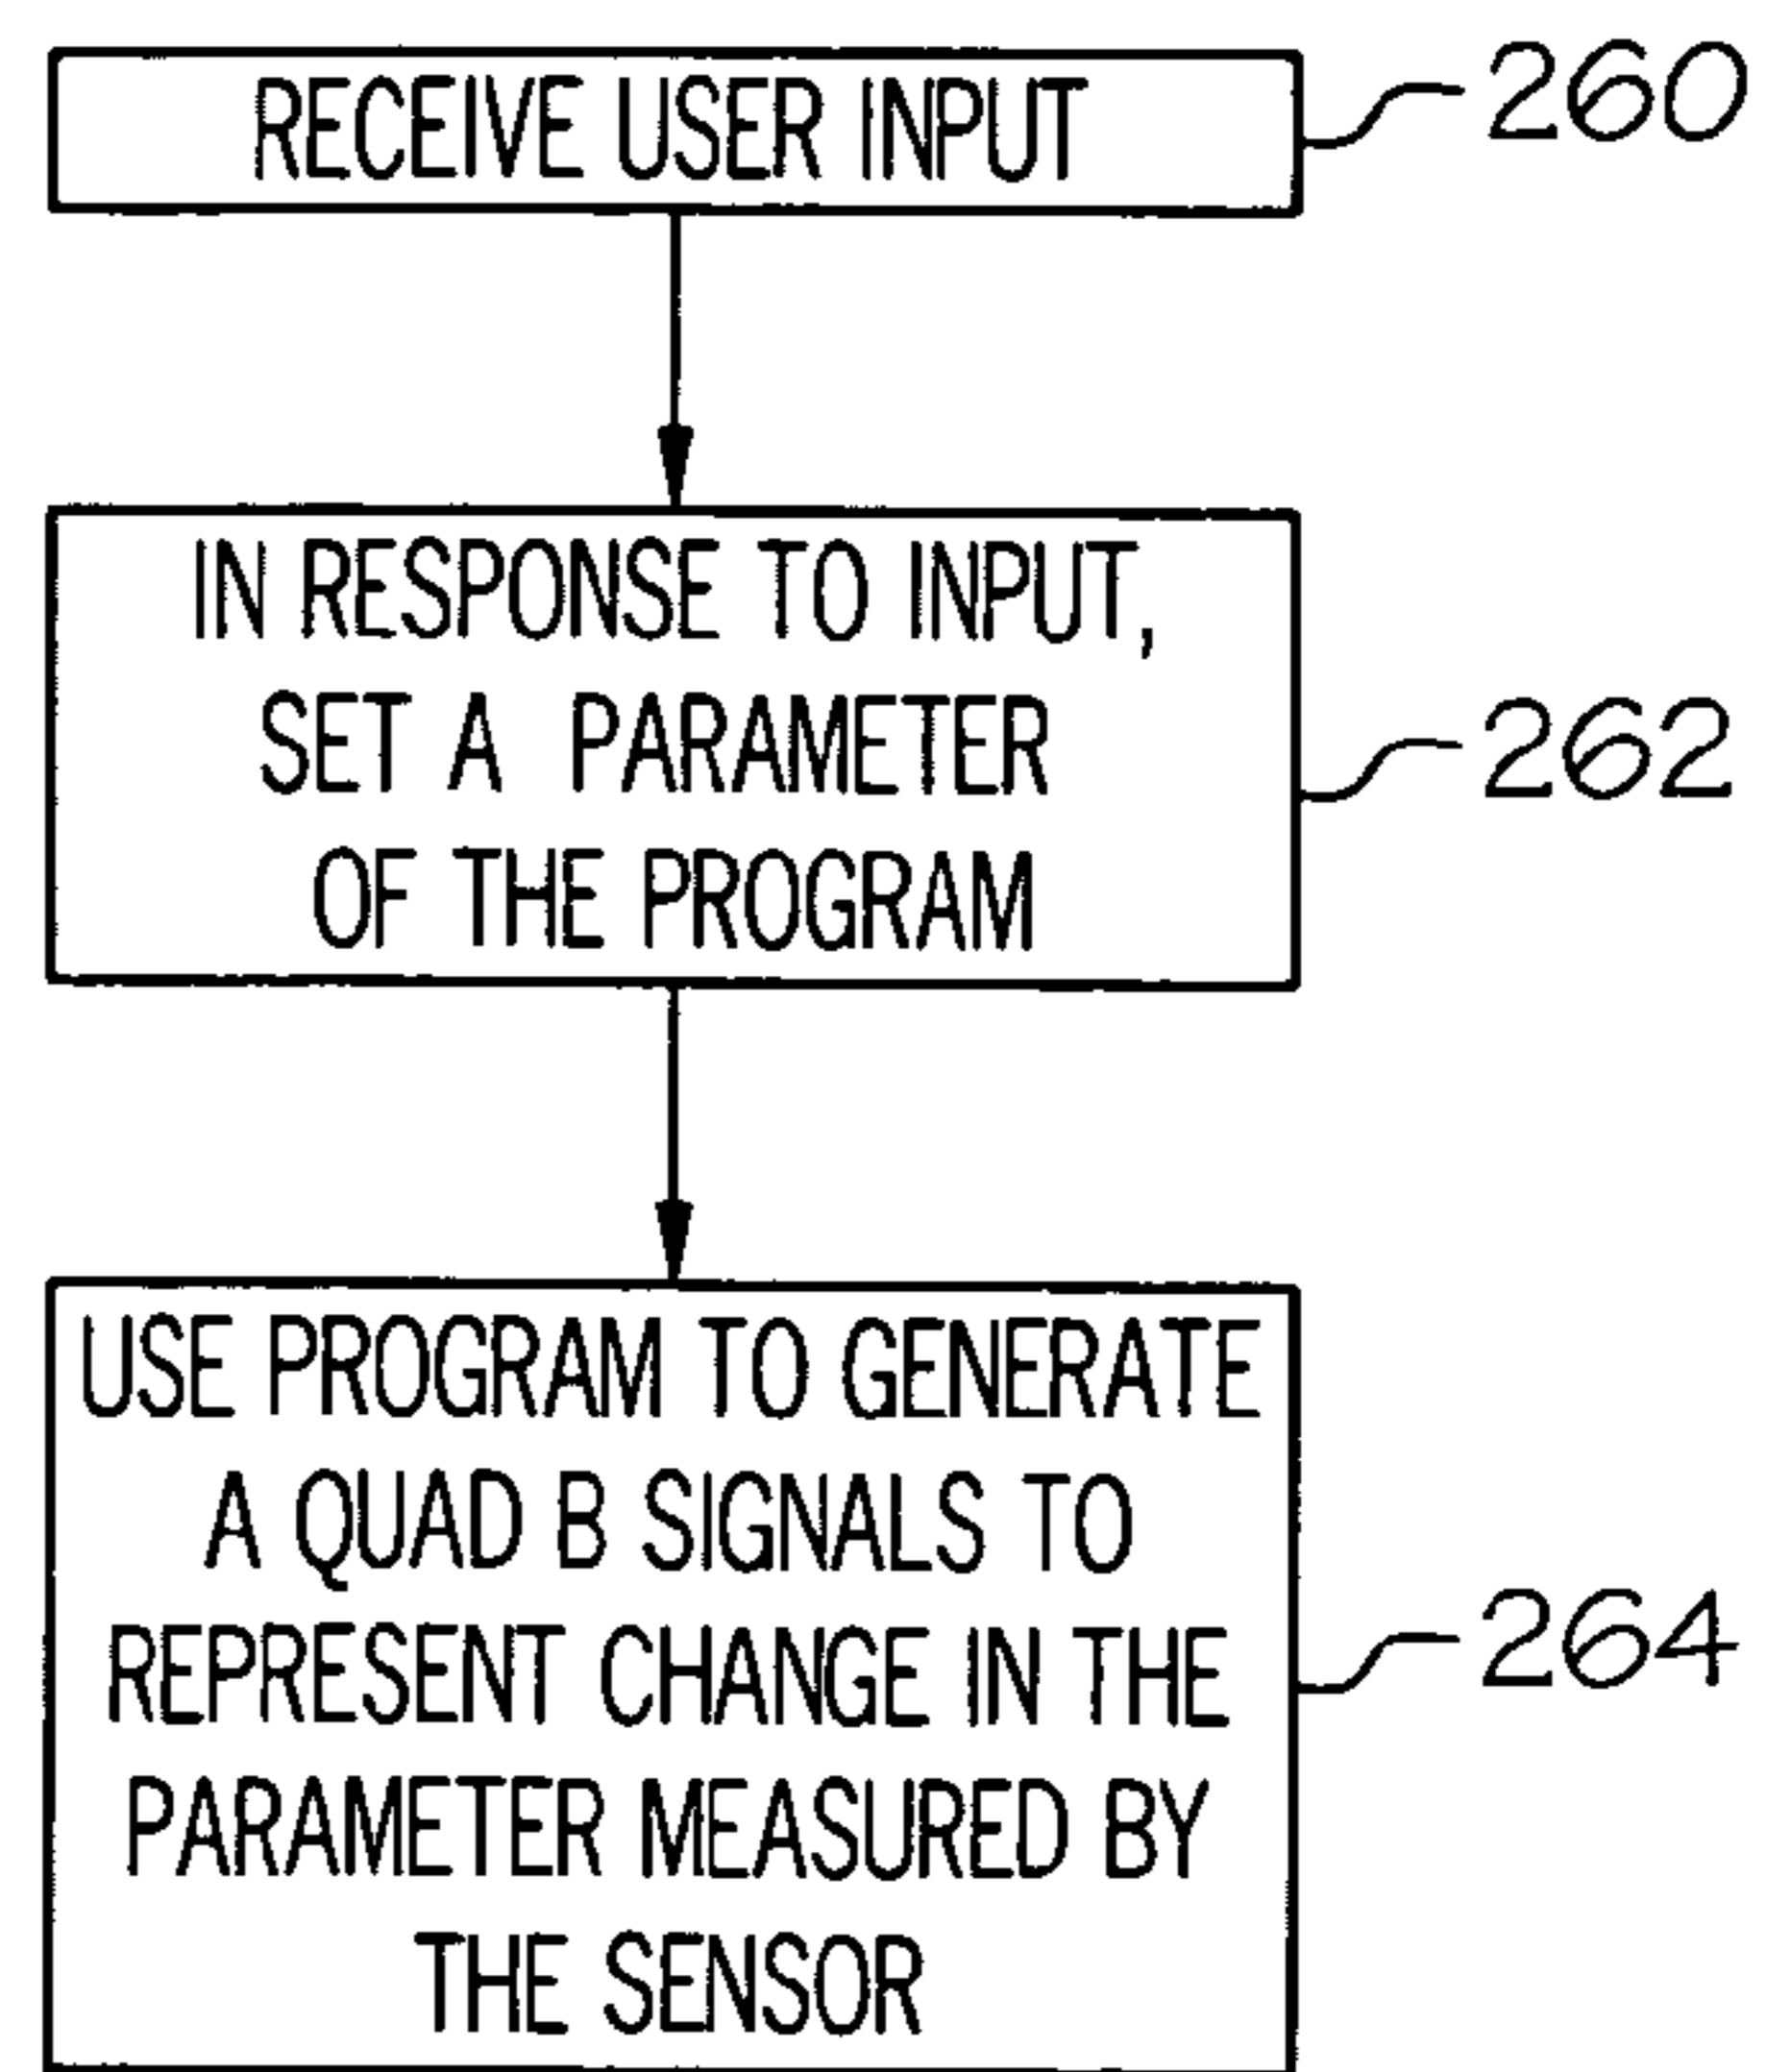 RECEIVE USER INPUT
260
IN RESPONSE TO INPUT,
SET A PARAMETER
OF THE PROGRAM
262
USE PROGRAM TO GENERATE
A QUAD B SIGNALS TO
REPRESENT CHANGE IN THE
PARAMETER MEASURED BY
THE SENSOR
264